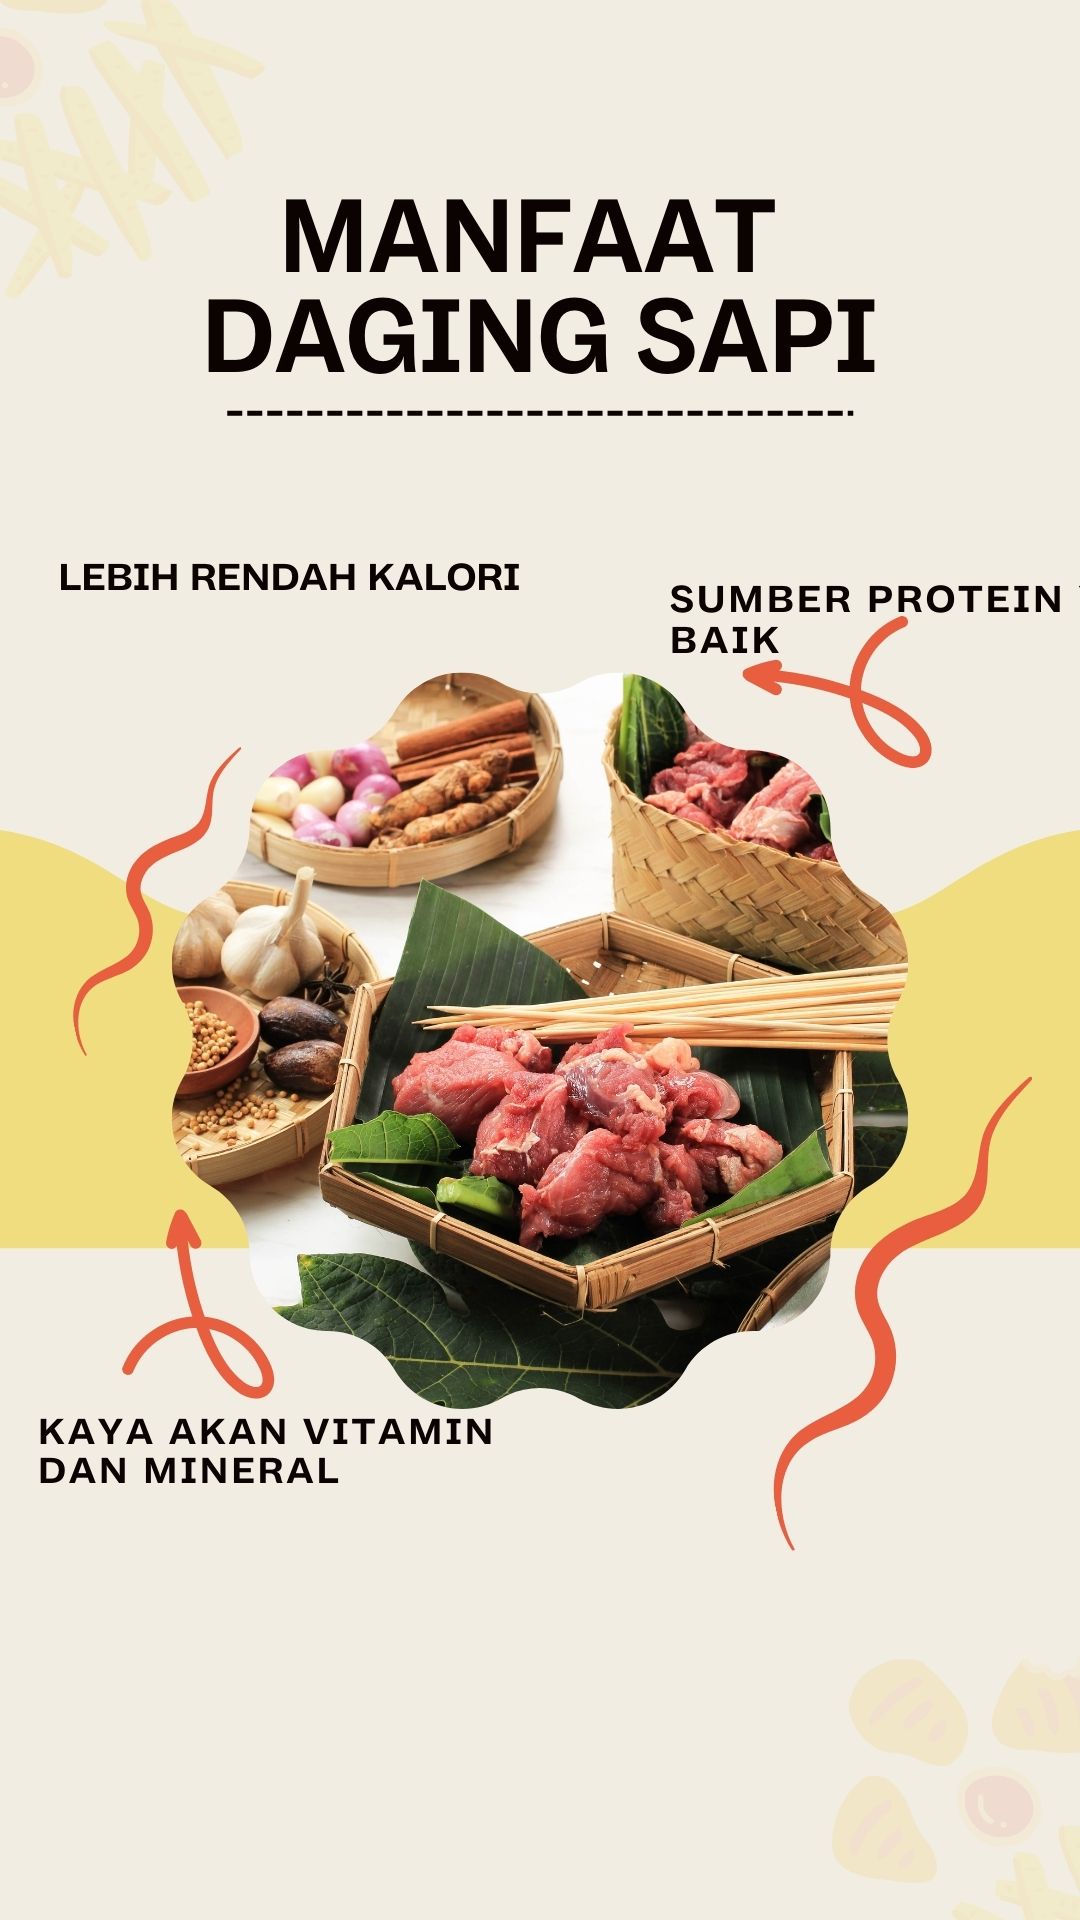 MANFAAT
DAGING SAPI
LEBIH RENDAH KALORI
SUMBER PROTEIN
BAIK
KAYA AKAN VITAMIN
DAN MINERAL